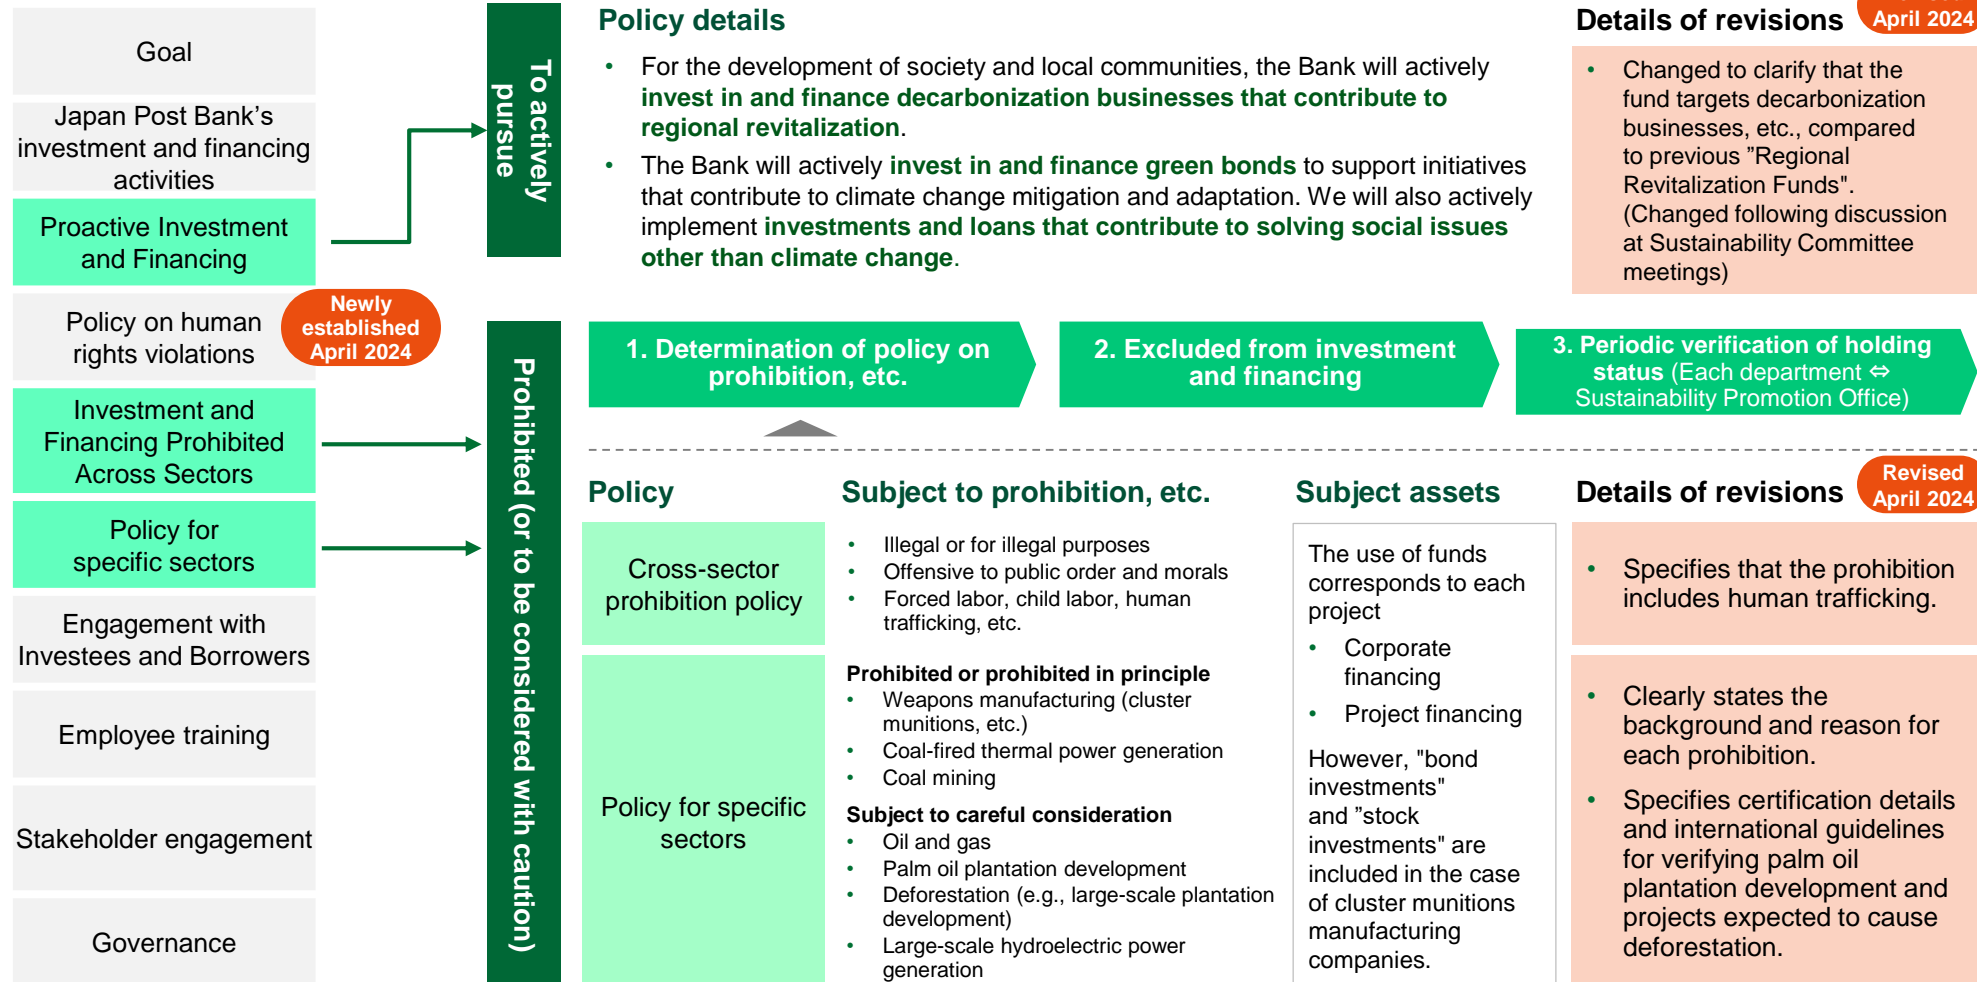 Goal
Japan Post Bank's
investment and financing
activities
Proactive Investment
and Financing
Policy on human
rights violations
Newly
established
April 2024
Investment and
Financing Prohibited
Across Sectors
Policy for
specific sectors
Engagement with
Investees and Borrowers
Employee training
Stakeholder engagement
Governance
To actively
pursue
Policy details
• For the development of society and local communities, the Bank will actively
invest in and finance decarbonization businesses that contribute to
regional revitalization.
• The Bank will actively invest in and finance green bonds to support initiatives
that contribute to climate change mitigation and adaptation. We will also actively
implement investments and loans that contribute to solving social issues
other than climate change.
Details of revisions
April 2024
• Changed to clarify that the
fund targets decarbonization
businesses, etc., compared
to previous ”Regional
Revitalization Funds".
(Changed following discussion
at Sustainability Committee
meetings)
Prohibited (or to be considered with caution)
1. Determination of policy on
prohibition, etc.
2. Excluded from investment
and financing
3. Periodic verification of holding
status (Each department ⇔
Sustainability Promotion Office)
Policy
Subject to prohibition, etc.
Subject assets
Details of revisions
Revised
April 2024
Cross-sector
prohibition policy
• Illegal or for illegal purposes
• Offensive to public order and morals
• Forced labor, child labor, human
trafficking, etc.
Policy for specific
sectors
Prohibited or prohibited in principle
• Weapons manufacturing (cluster
munitions, etc.)
• Coal-fired thermal power generation
• Coal mining
Subject to careful consideration
• Oil and gas
• Palm oil plantation development
• Deforestation (e.g., large-scale plantation
development)
• Large-scale hydroelectric power
generation
The use of funds
corresponds to each
project
• Corporate
financing
• Project financing
However, "bond
investments"
and ”stock
investments" are
included in the case
of cluster munitions
manufacturing
companies.
• Specifies that the prohibition
includes human trafficking.
• Clearly states the
background and reason for
each prohibition.
• Specifies certification details
and international guidelines
for verifying palm oil
plantation development and
projects expected to cause
deforestation.